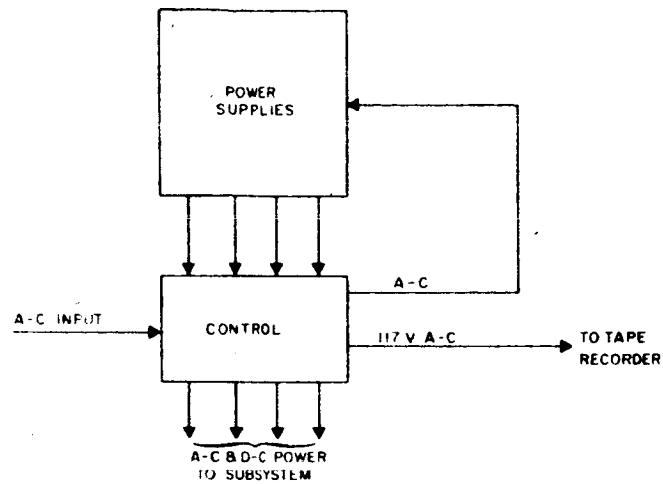 POWER
SUPPLIES
A-C
A-C INPUT
CONTROL
117 V A-C
TO TAPE
RECORDER
A-C & D-C POWER
TO SUBSYSTEM